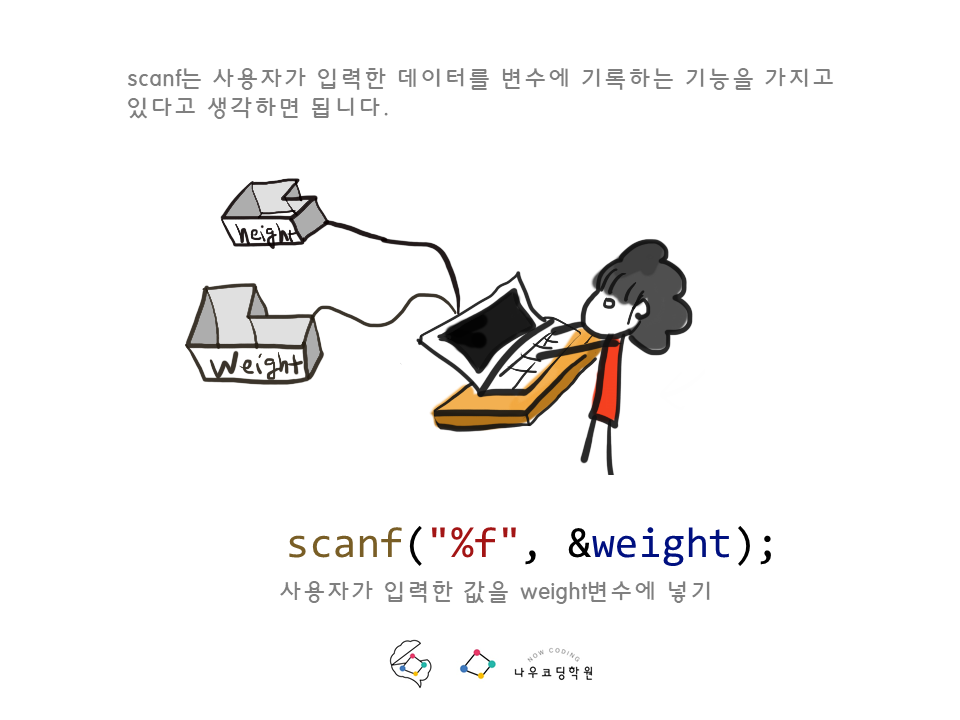 scanf는 사용자가 입력한 데이터를 변수에 기록하는 기능을 가지고
있다고 생각하면 됩니다.
height
Weight
scanf("%f", &weight);
사용자가 입력한 값을 weight변수에 넣기
NOW CODING
나우코딩학원